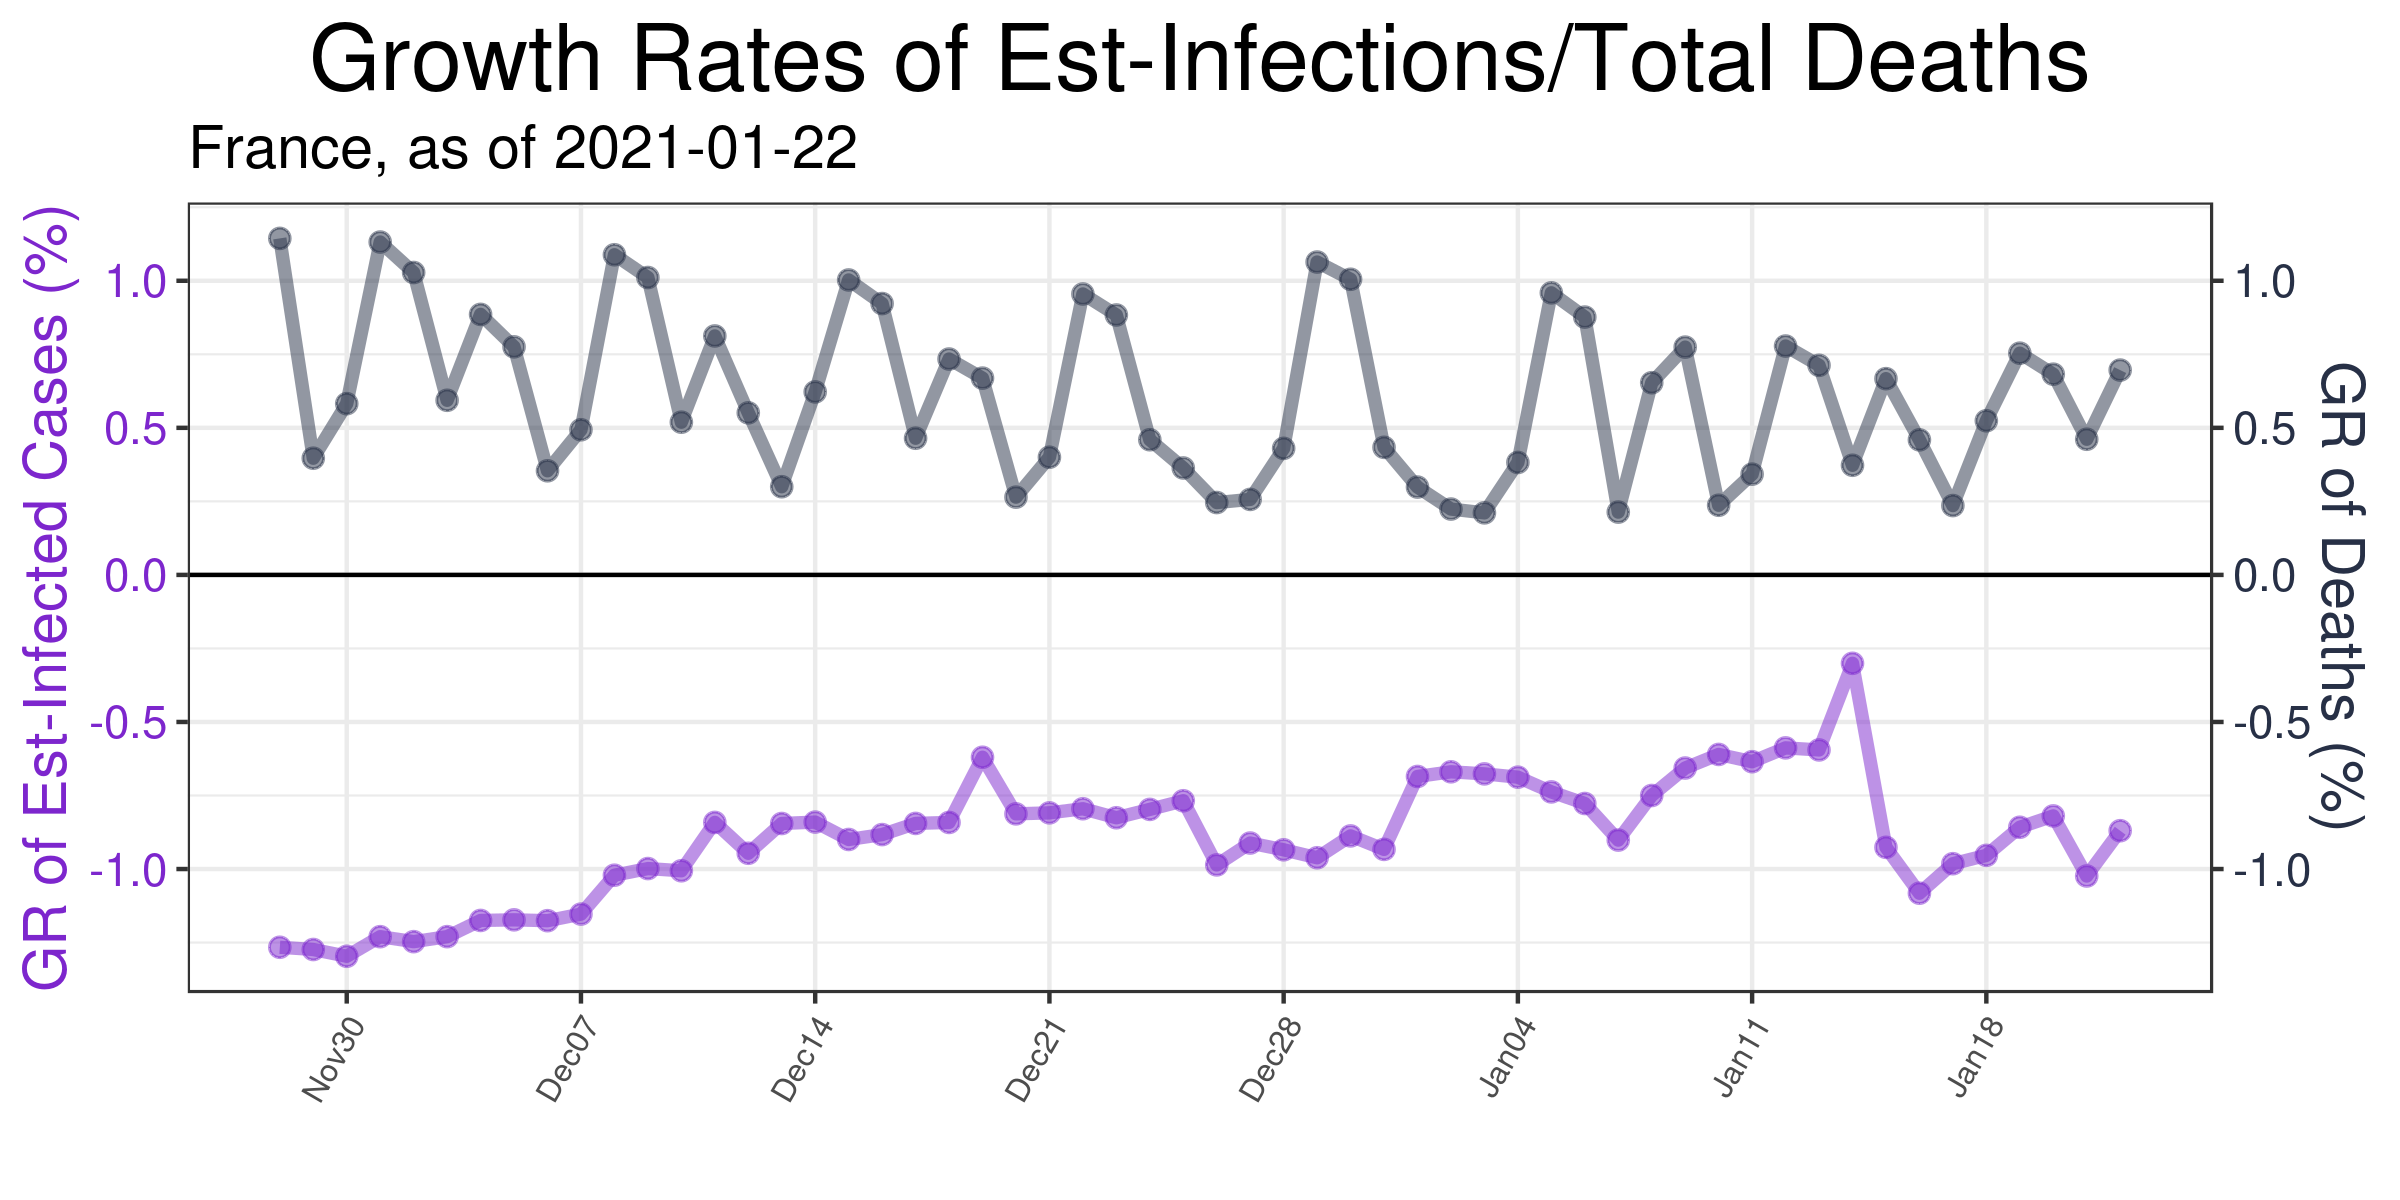 Growth Rates of Est-Infections/Total Deaths
France, as of 2021-01-22
GR of Est-Infected Cases (%)
1.0
0.5
0.0
-0.5
-1.0
1.0
0.5
0.0
-0.5
-1.0
GR of Deaths (%)
Nov30
Dec07
Dec14
Dec21
Dec28
Jan04
Jan11
Jan18